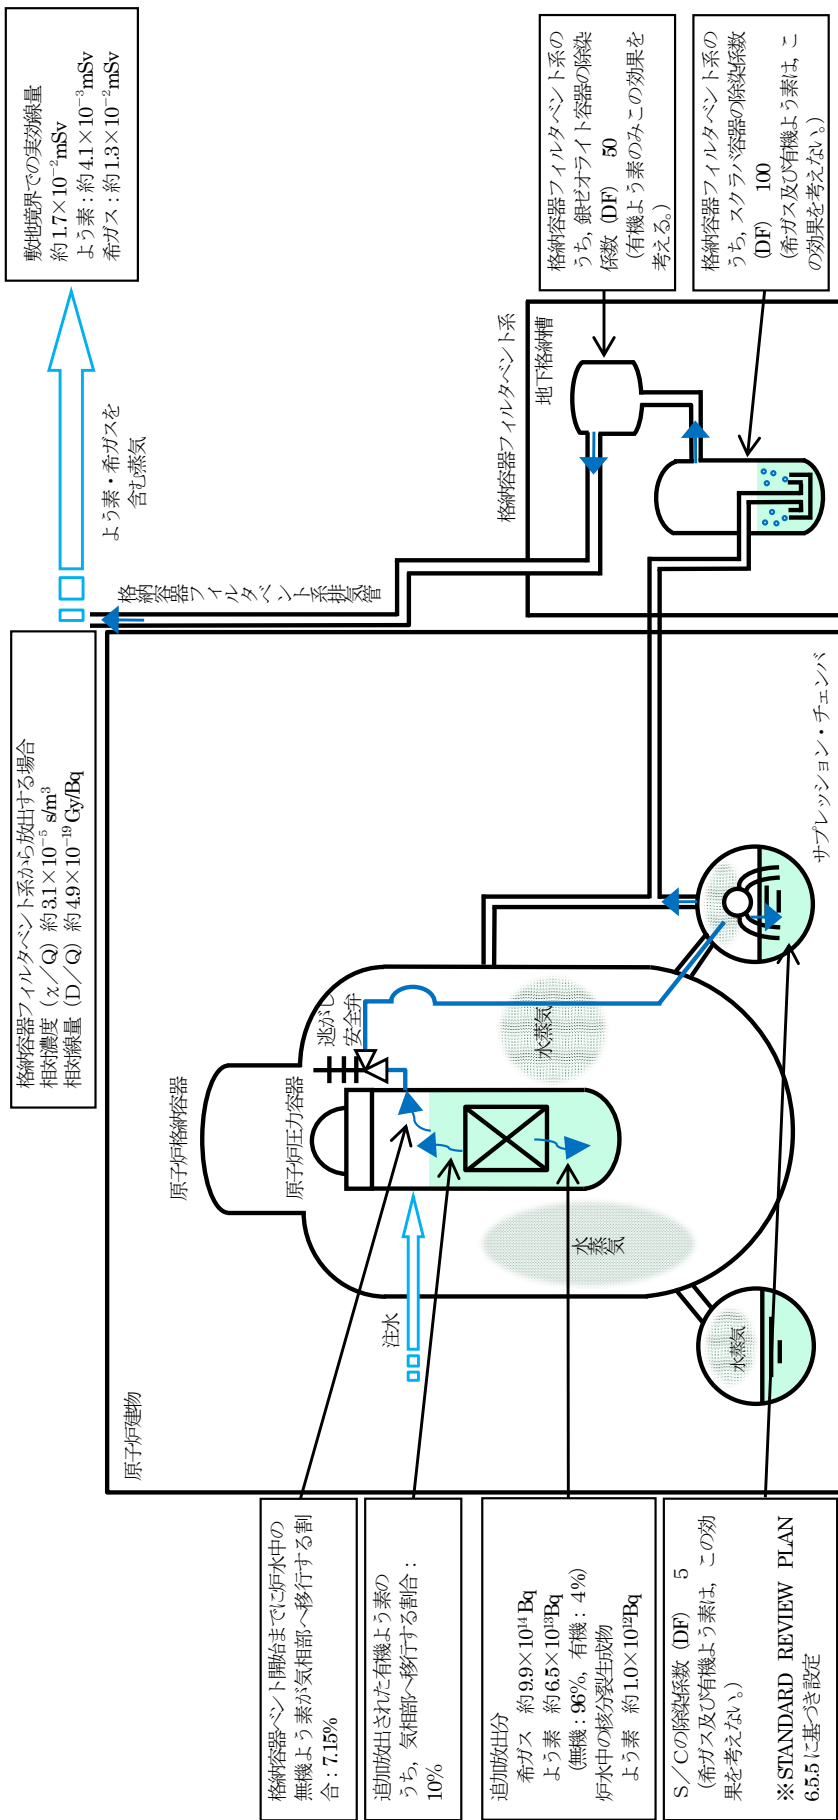 格納容器ベント開始までに炉水中の
無機よう素が気相部へ移行する割
合：7.15%
追加放出された有機よう素の
うち，気相部へ移行する割合：
10%
追加放出分
希ガス　約9.9×10¹⁴Bq
よう素　約6.5×10¹³Bq
(無機：96%，有機：4%)
炉水中の核分裂生成物
よう素　約1.0×10¹²Bq
S／Cの除染係数 (DF)　5
(希ガス及び有機よう素は，この効
果を考えない。)
※STANDARD REVIEW PLAN
6.5.5に基づき設定
原子炉建物
原子炉格納容器
原子炉圧力容器
逃がし
安全弁
注水
水蒸気
水蒸気
水蒸気
サプレッション・チェンバ
格納容器フィルタベント系から放出する場合
相対濃度 (χ／Q) 約3.1×10⁻⁵ s/m³
相対線量 (D／Q) 約4.9×10⁻¹⁹Gy/Bq
格納容器フィルタベント系排気管
よう素・希ガスを
含む蒸気
格納容器フィルタベント系
地下格納槽
敷地境界での実効線量
約1.7×10⁻²mSv
よう素：約4.1×10⁻³mSv
希ガス：約1.3×10⁻²mSv
格納容器フィルタベント系の
うち，銀ゼオライト容器の除染
係数 (DF)　50
(有機よう素のみこの効果を
考える。)
格納容器フィルタベント系の
うち，スクラバ容器の除染係数
(DF)　100
(希ガス及び有機よう素は，こ
の効果を考えない。)